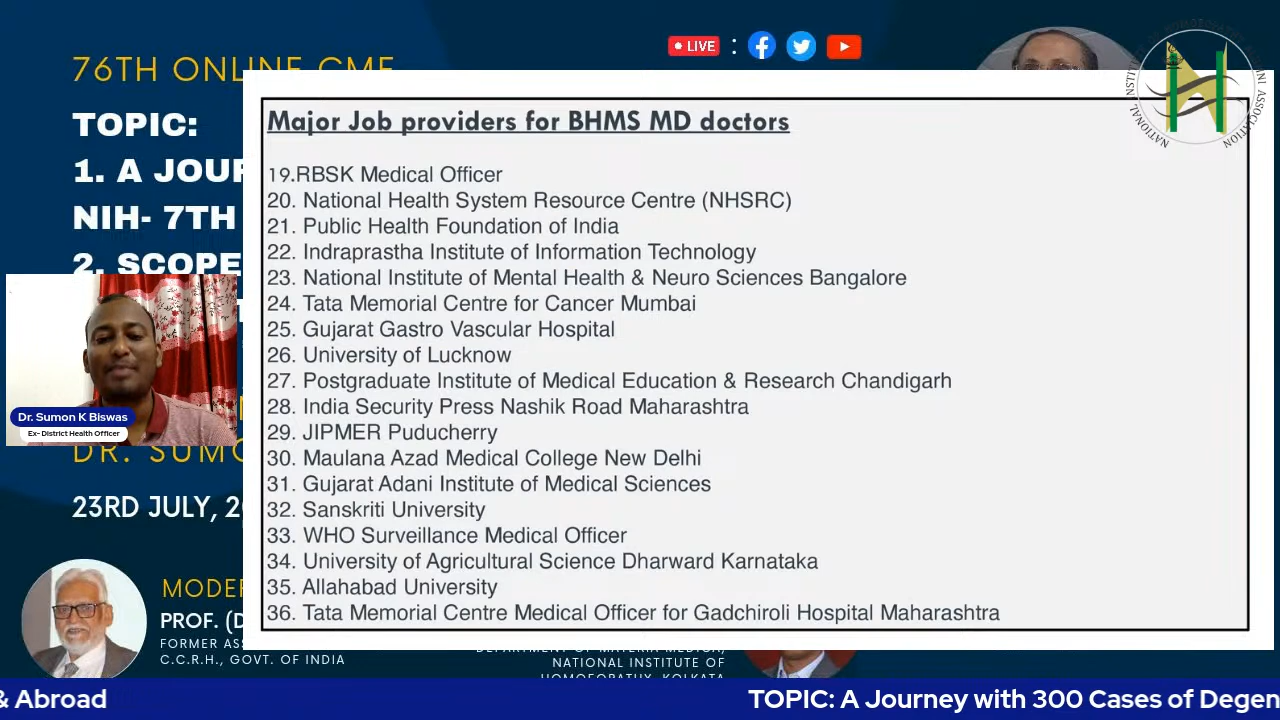 76TH ONLINE CME
LIVE :
TOPIC:
1. A JOUR
NIH- 7TH
2. SCOPE
Major Job providers for BHMS MD doctors
19.RBSK Medical Officer
20. National Health System Resource Centre (NHSRC)
21. Public Health Foundation of India
22. Indraprastha Institute of Information Technology
23. National Institute of Mental Health & Neuro Sciences Bangalore
24. Tata Memorial Centre for Cancer Mumbai
25. Gujarat Gastro Vascular Hospital
26. University of Lucknow
27. Postgraduate Institute of Medical Education & Research Chandigarh
28. India Security Press Nashik Road Maharashtra
29. JIPMER Puducherry
30. Maulana Azad Medical College New Delhi
31. Gujarat Adani Institute of Medical Sciences
32. Sanskriti University
33. WHO Surveillance Medical Officer
34. University of Agricultural Science Dharward Karnataka
35. Allahabad University
36. Tata Memorial Centre Medical Officer for Gadchiroli Hospital Maharashtra
Dr. Sumon K Biswas
Ex- District Health Officer
DR. SUMO
23RD JULY, 2
MODE
PROF. (D
FORMER ASS
C.C.R.H., GOVT. OF INDIA
DEPARTMENT OF MATERIA MEDICA,
NATIONAL INSTITUTE OF
HOMOEOPATHY, KOLKATA
& Abroad
TOPIC: A Journey with 300 Cases of Degen